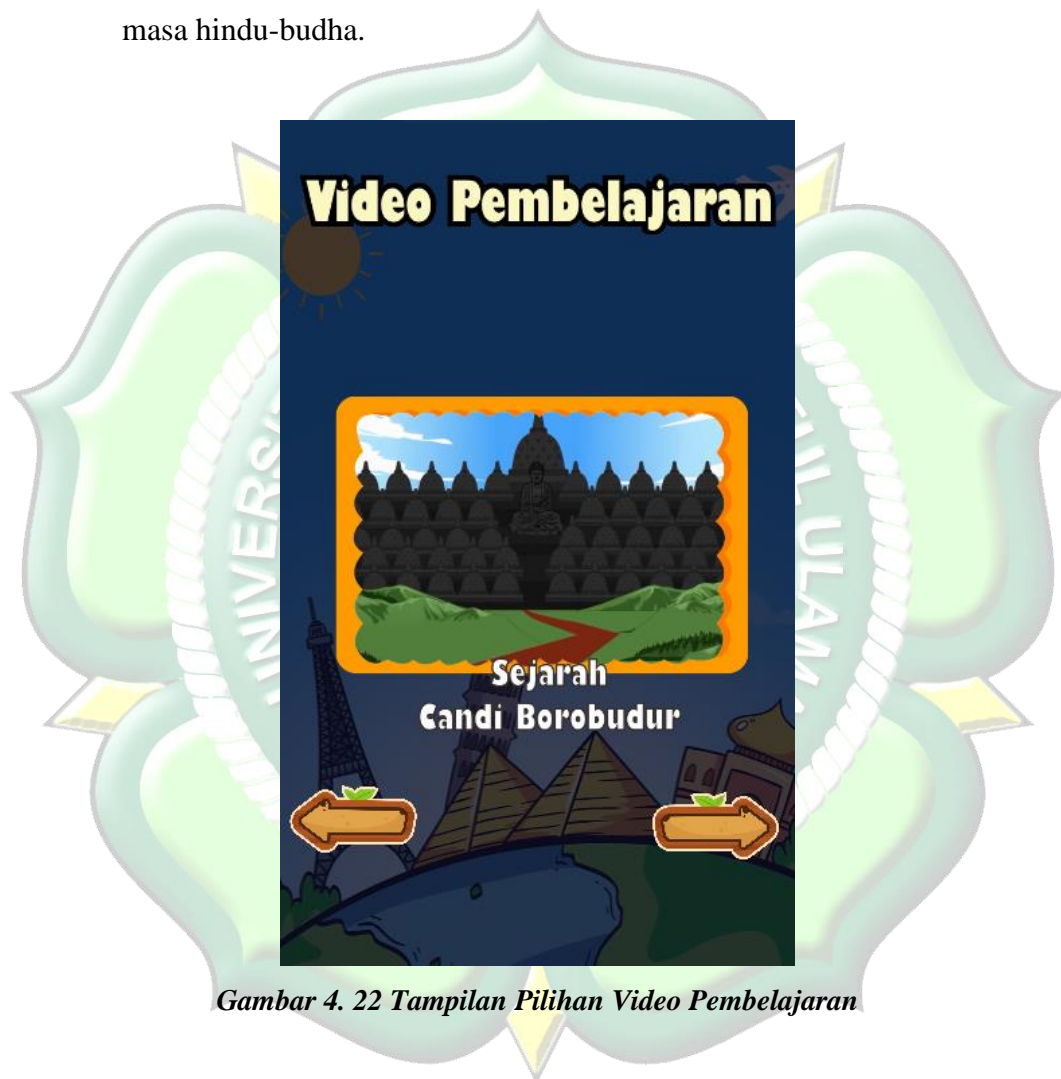 masa hindu-budha.
Video Pembelajaran
Sejarah
Candi Borobudur
Gambar 4. 22 Tampilan Pilihan Video Pembelajaran